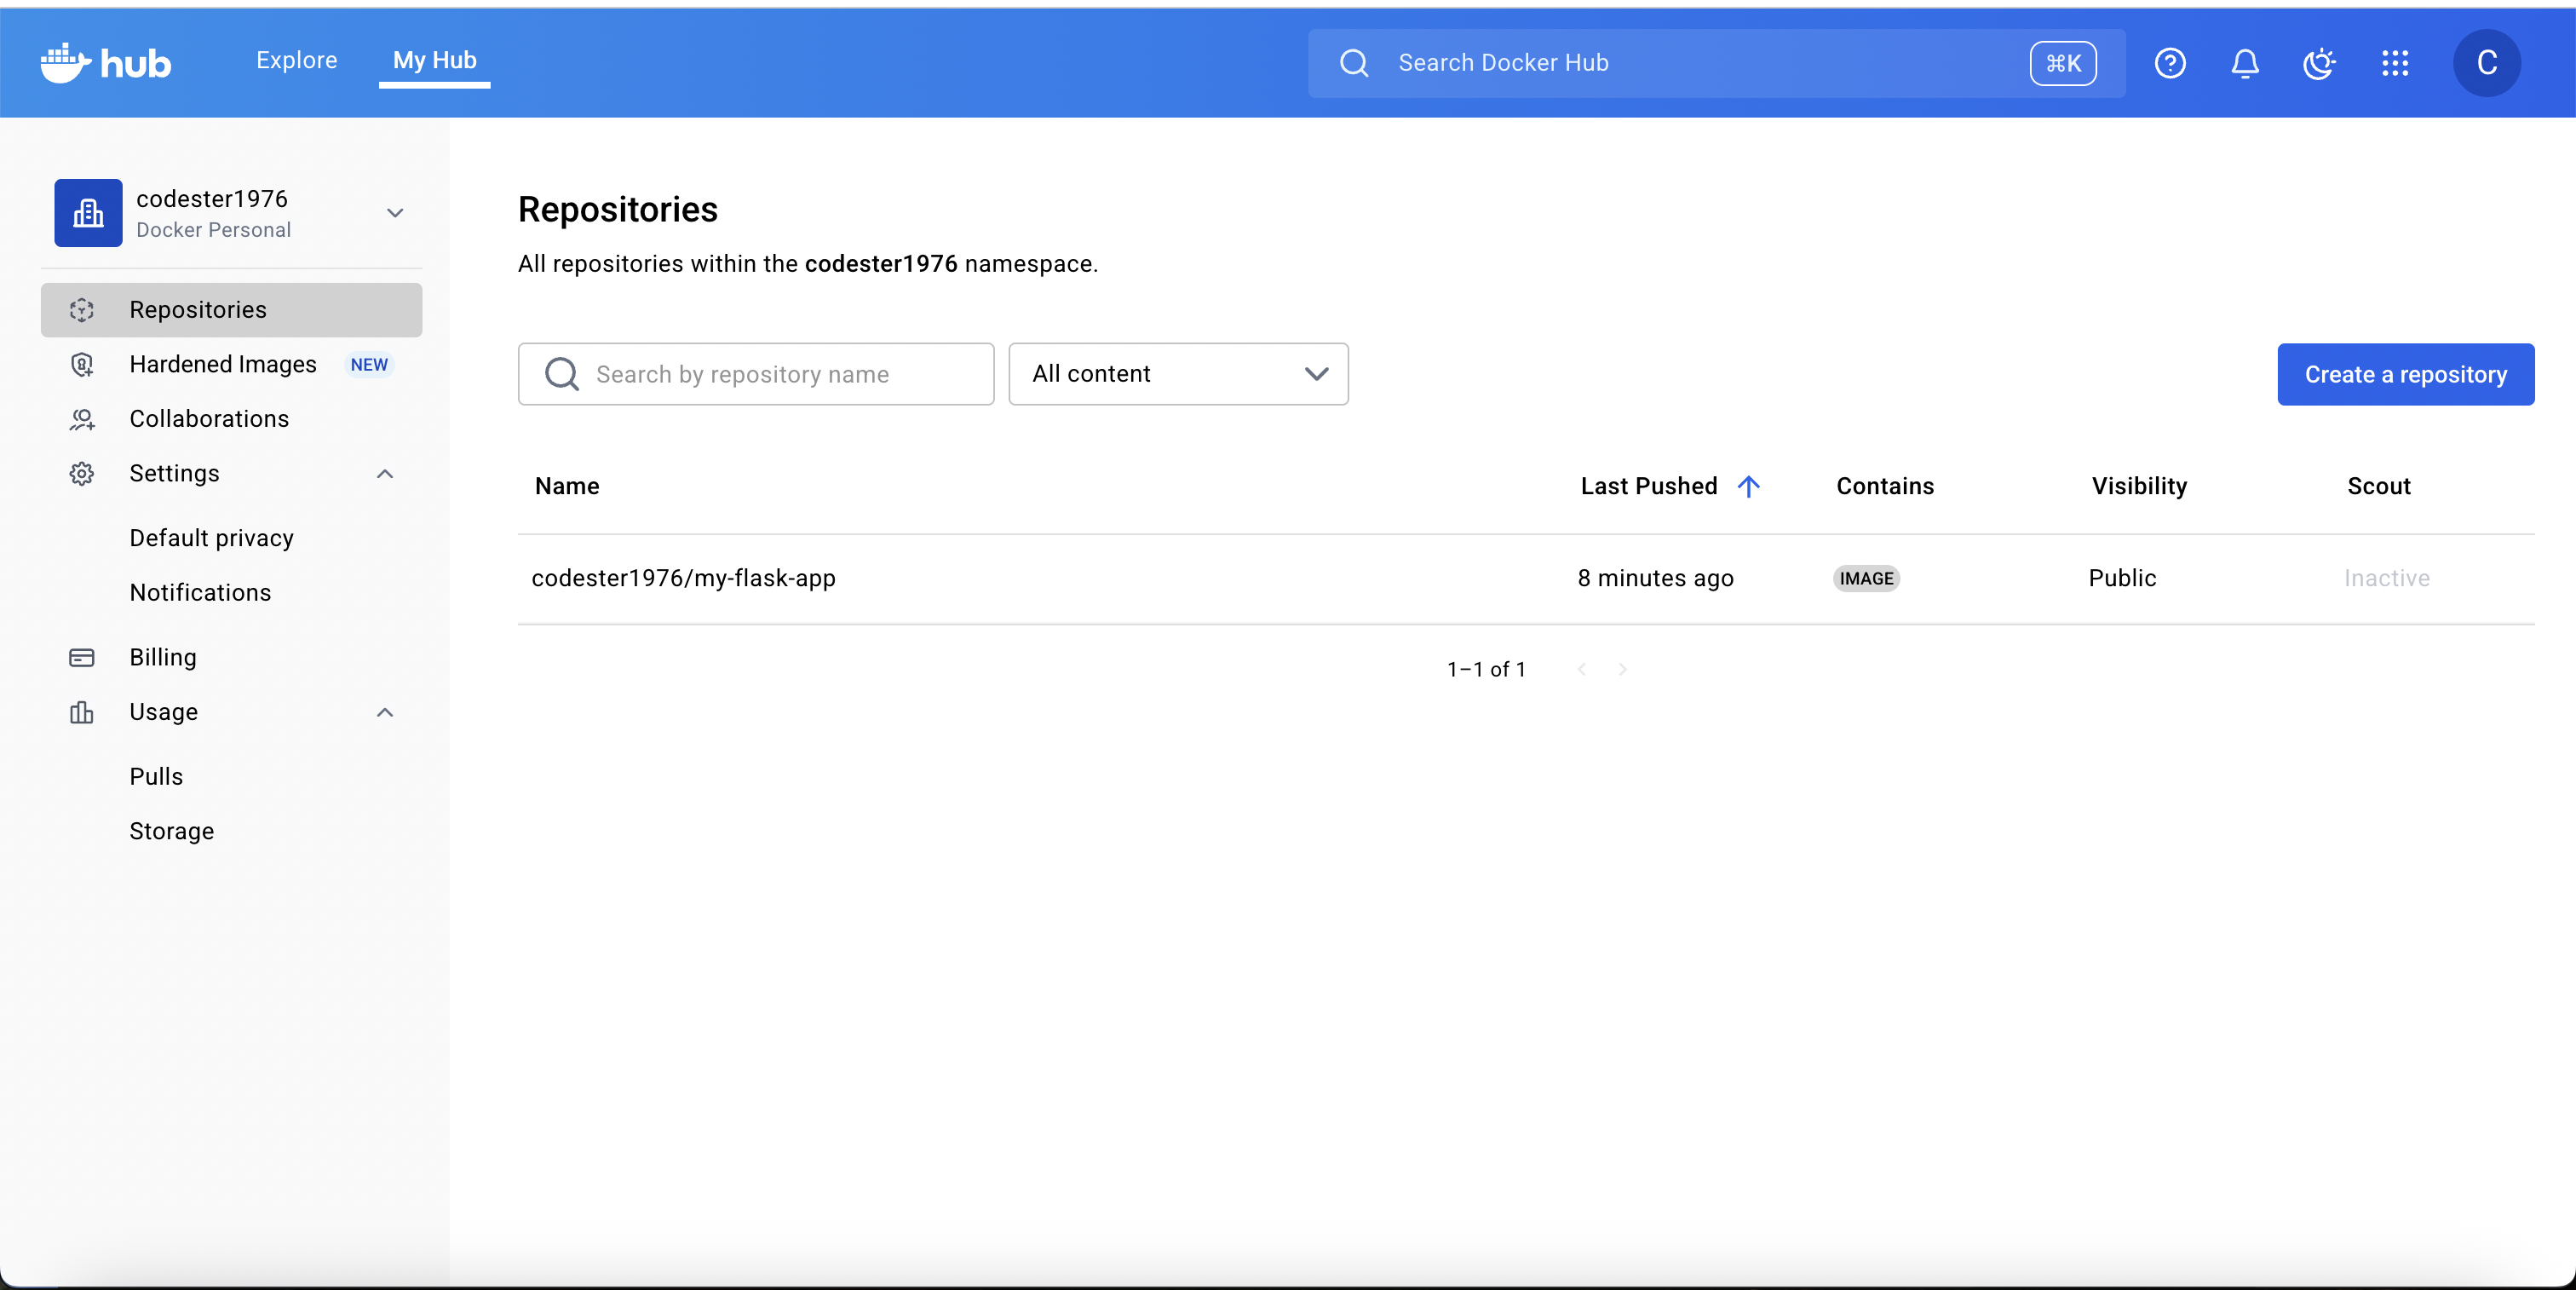 hub Explore My Hub Search Docker Hub ⌘K C
codester1976
Docker Personal
Repositories
Hardened Images NEW
Collaborations
Settings
Default privacy
Notifications
Billing
Usage
Pulls
Storage
Repositories
All repositories within the codester1976 namespace.
Search by repository name All content Create a repository
Name Last Pushed Contains Visibility Scout
codester1976/my-flask-app 8 minutes ago IMAGE Public Inactive
1–1 of 1